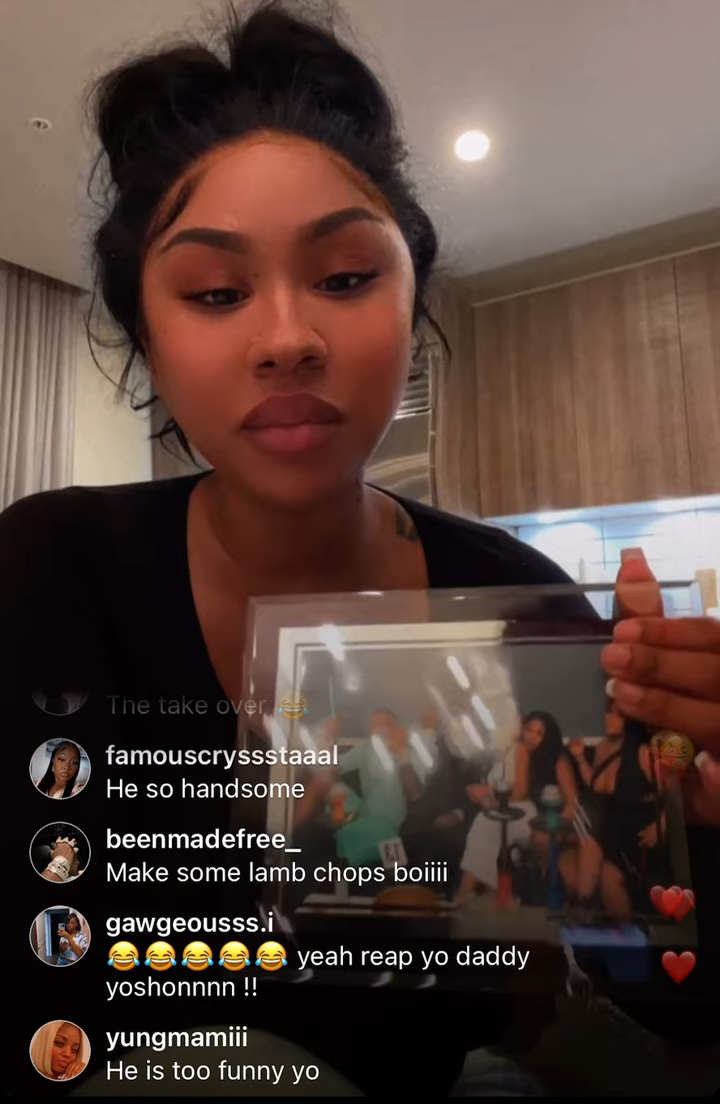 The take over 😂
famouscryssstaaal
He so handsome
beenmadefree_
Make some lamb chops boiiii
gawgeousss.i
😂😂😂😂😂 yeah reap yo daddy
yoshonnnn !!
yungmamiii
He is too funny yo